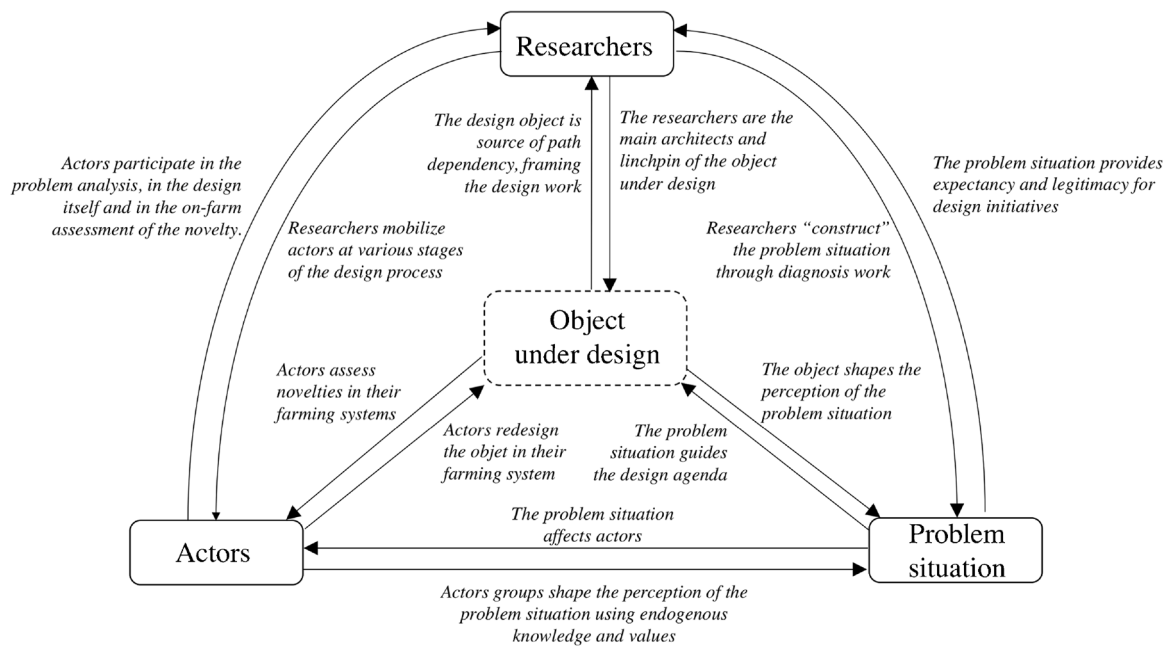 Researchers
The design object is
source of path
dependency, framing
the design work
The researchers are the
main architects and
linchpin of the object
under design
Actors participate in the
problem analysis, in the design
itself and in the on-farm
assessment of the novelty.
The problem situation provides
expectancy and legitimacy for
design initiatives
Researchers mobilize
actors at various stages
of the design process
Researchers “construct”
the problem situation
through diagnosis work
Object
under design
Actors assess
novelties in their
farming systems
The object shapes the
perception of the
problem situation
Actors redesign
the objet in their
farming system
The problem
situation guides
the design agenda
The problem situation
affects actors
Actors
Problem
situation
Actors groups shape the perception of the
problem situation using endogenous
knowledge and values